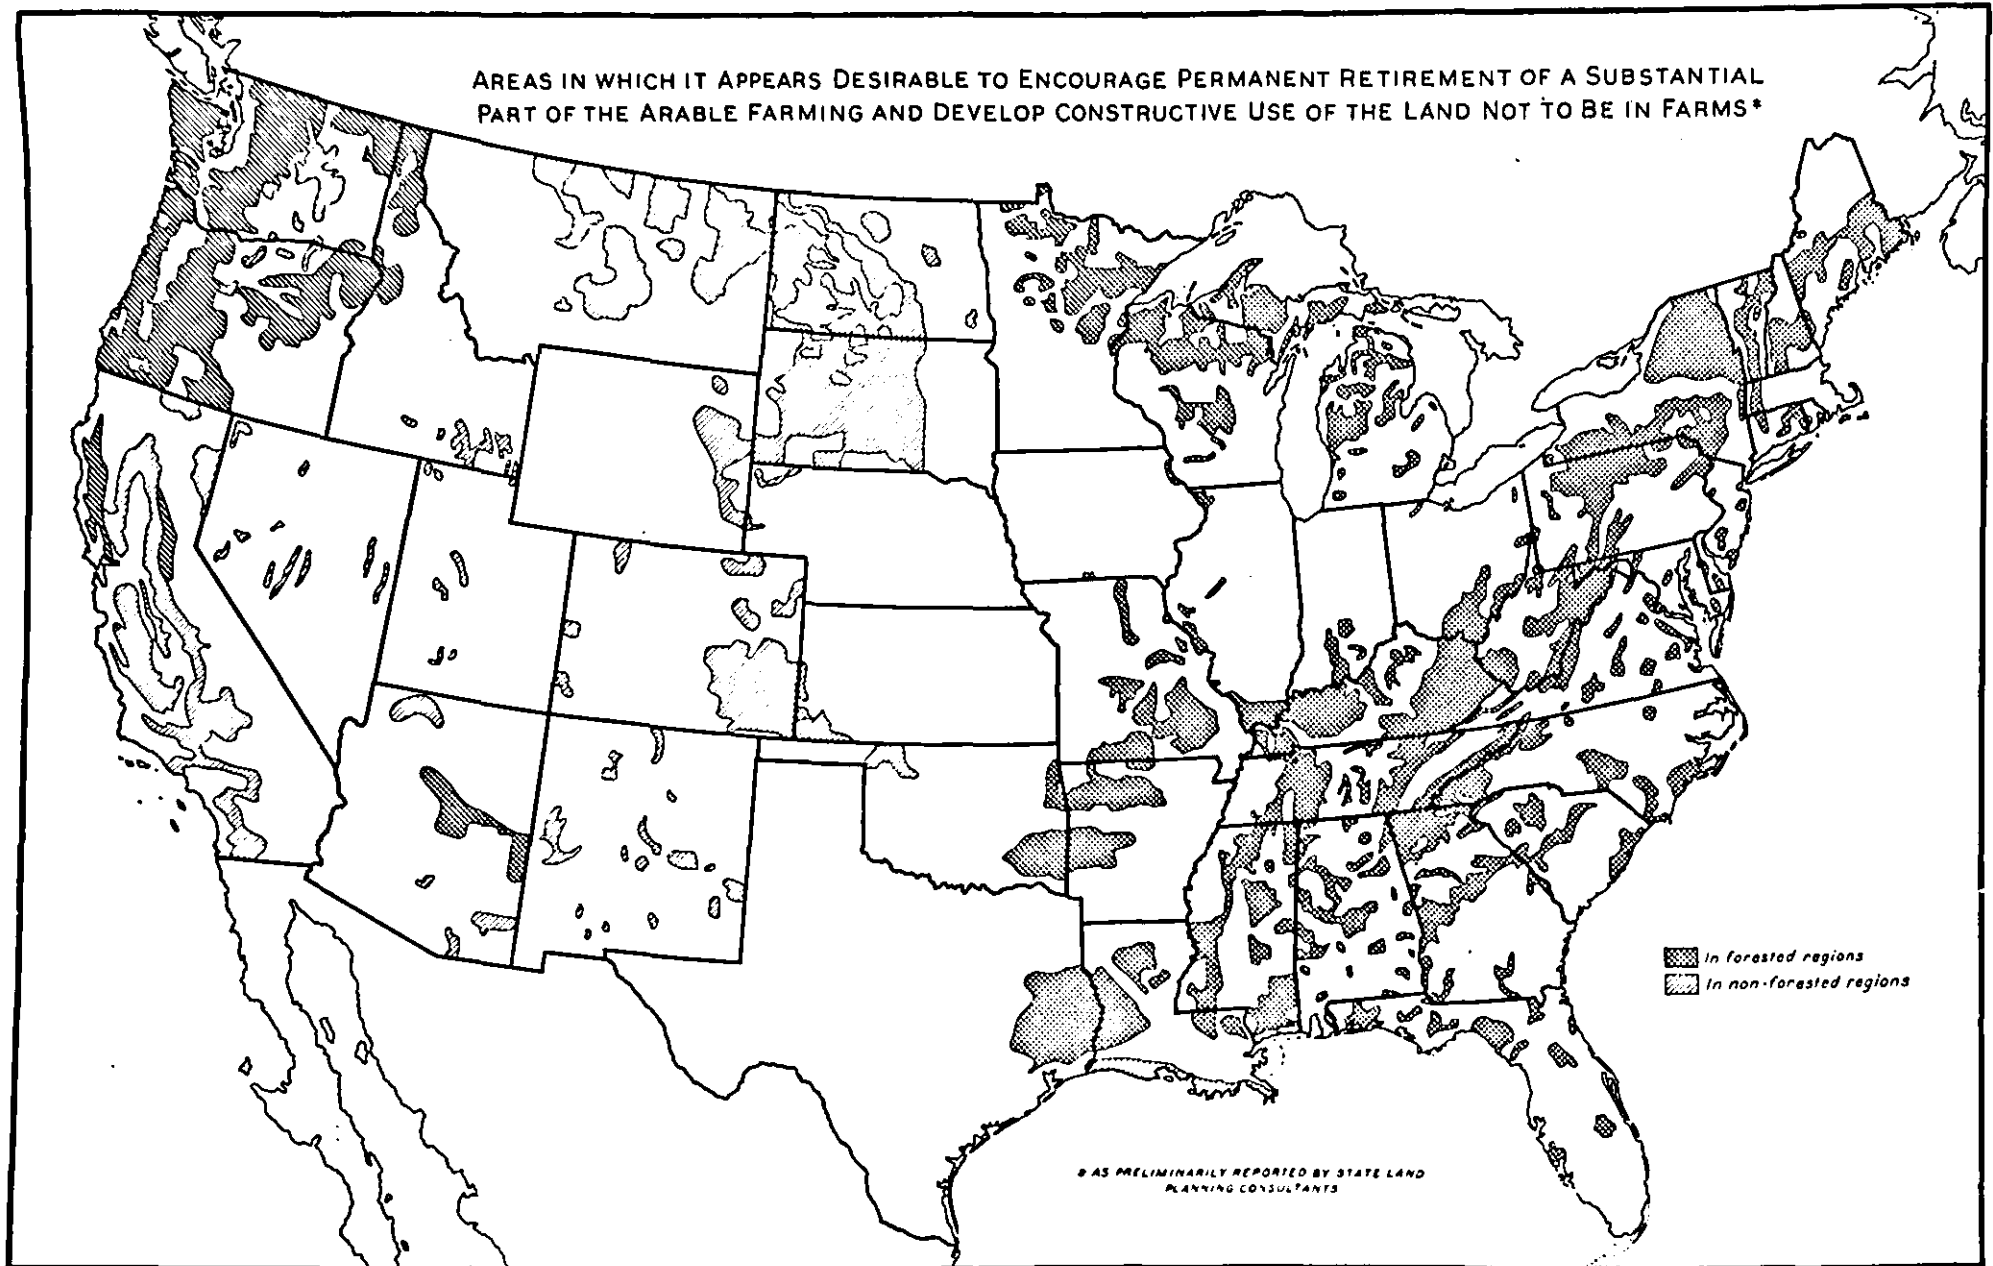 AREAS IN WHICH IT APPEARS DESIRABLE TO ENCOURAGE PERMANENT RETIREMENT OF A SUBSTANTIAL
PART OF THE ARABLE FARMING AND DEVELOP CONSTRUCTIVE USE OF THE LAND NOT TO BE IN FARMS*
In forested regions
In non-forested regions
* AS PRELIMINARILY REPORTED BY STATE LAND
PLANNING CONSULTANTS